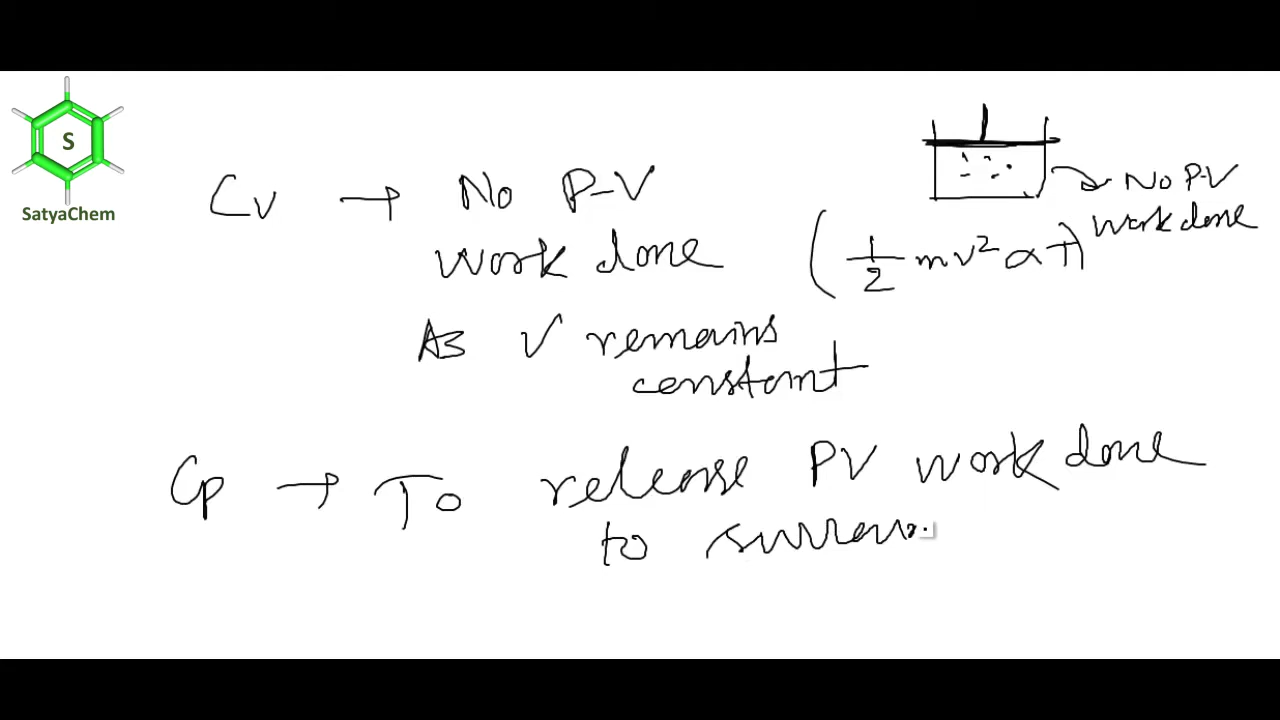 S
SatyaChem
Cv → No P-V
work done
As V remains
constant
No PV
work done
(1/2 mv² α T)
Cp → To release PV work done
to